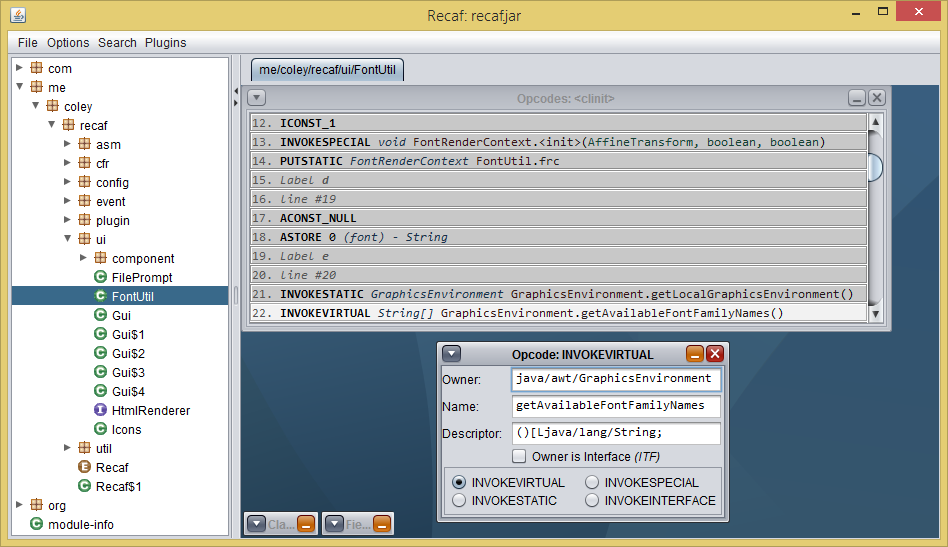 Recaf: recaf.jar
File Options Search Plugins
com
me
coley
recaf
asm
cfr
config
event
plugin
ui
component
FilePrompt
FontUtil
Gui
Gui$1
Gui$2
Gui$3
Gui$4
HtmlRenderer
Icons
util
Recaf
Recaf$1
org
module-info
me/coley/recaf/ui/FontUtil
Opcodes: <clinit>
12. ICONST_1
13. INVOKESPECIAL void FontRenderContext.<init>(AffineTransform, boolean, boolean)
14. PUTSTATIC FontRenderContext FontUtil.frc
15. Label d
16. line #19
17. ACONST_NULL
18. ASTORE 0 (font) - String
19. Label e
20. line #20
21. INVOKESTATIC GraphicsEnvironment GraphicsEnvironment.getLocalGraphicsEnvironment()
22. INVOKEVIRTUAL String[] GraphicsEnvironment.getAvailableFontFamilyNames()
Opcode: INVOKEVIRTUAL
Owner: java/awt/GraphicsEnvironment
Name: getAvailableFontFamilyNames
Descriptor: ()[Ljava/lang/String;
Owner is Interface (ITF)
INVOKEVIRTUAL INVOKESPECIAL
INVOKESTATIC INVOKEINTERFACE
Cla... Fie...